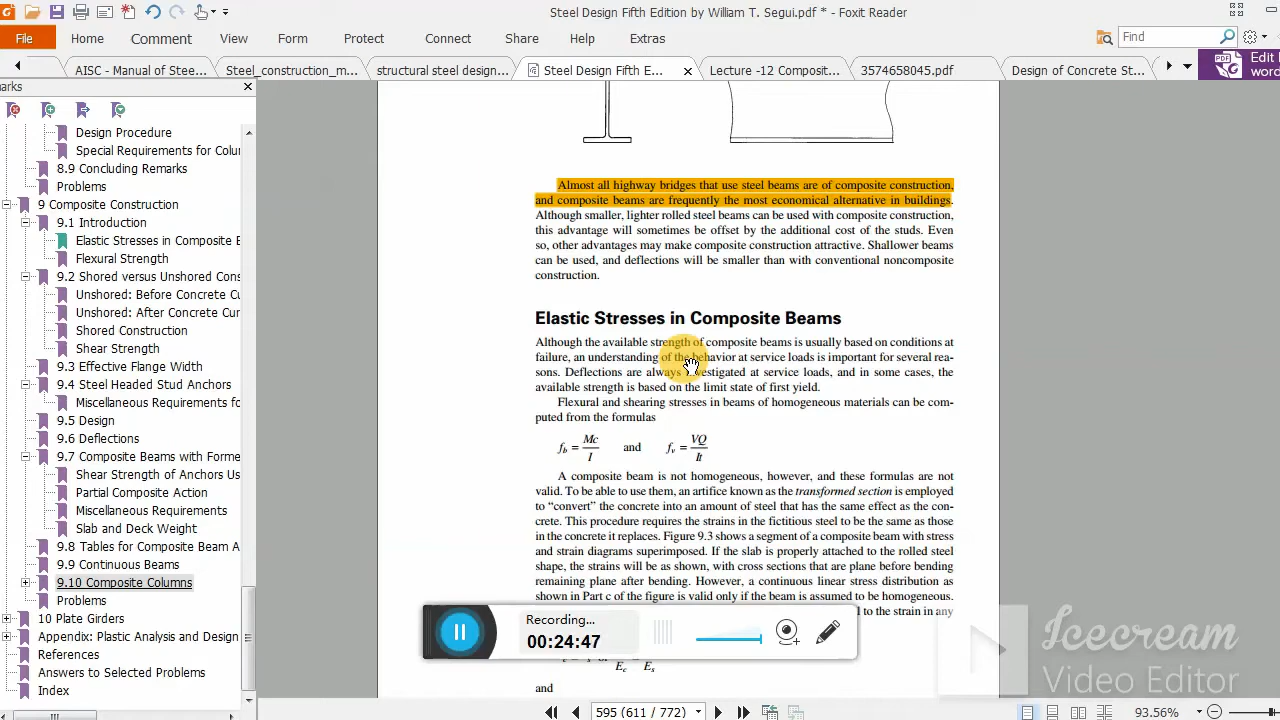 Steel Design Fifth Edition by William T. Segui.pdf * - Foxit Reader
File Home Comment View Form Protect Connect Share Help Extras Find
AISC - Manual of Stee... Steel_construction_m... structural steel design... Steel Design Fifth E... Lecture -12 Composit... 3574658045.pdf Design of Concrete St... Edit
wor
arks
Design Procedure
Special Requirements for Colu
8.9 Concluding Remarks
Problems
9 Composite Construction
9.1 Introduction
Elastic Stresses in Composite E
Flexural Strength
9.2 Shored versus Unshored Cons
Unshored: Before Concrete Cu
Unshored: After Concrete Cur
Shored Construction
Shear Strength
9.3 Effective Flange Width
9.4 Steel Headed Stud Anchors
Miscellaneous Requirements fo
9.5 Design
9.6 Deflections
9.7 Composite Beams with Forme
Shear Strength of Anchors Us
Partial Composite Action
Miscellaneous Requirements
Slab and Deck Weight
9.8 Tables for Composite Beam A
9.9 Continuous Beams
9.10 Composite Columns
Problems
10 Plate Girders
Appendix: Plastic Analysis and Design
References
Answers to Selected Problems
Index
Almost all highway bridges that use steel beams are of composite construction,
and composite beams are frequently the most economical alternative in buildings.
Although smaller, lighter rolled steel beams can be used with composite construction,
this advantage will sometimes be offset by the additional cost of the studs. Even
so, other advantages may make composite construction attractive. Shallower beams
can be used, and deflections will be smaller than with conventional noncomposite
construction.
Elastic Stresses in Composite Beams
Although the available strength of composite beams is usually based on conditions at
failure, an understanding of the behavior at service loads is important for several rea-
sons. Deflections are always investigated at service loads, and in some cases, the
available strength is based on the limit state of first yield.
Flexural and shearing stresses in beams of homogeneous materials can be com-
puted from the formulas
f_b = Mc/I and f_v = VQ/It
A composite beam is not homogeneous, however, and these formulas are not
valid. To be able to use them, an artifice known as the transformed section is employed
to “convert” the concrete into an amount of steel that has the same effect as the con-
crete. This procedure requires the strains in the fictitious steel to be the same as those
in the concrete it replaces. Figure 9.3 shows a segment of a composite beam with stress
and strain diagrams superimposed. If the slab is properly attached to the rolled steel
shape, the strains will be as shown, with cross sections that are plane before bending
remaining plane after bending. However, a continuous linear stress distribution as
shown in Part c of the figure is valid only if the beam is assumed to be homogeneous.
to the strain in any
E_c E_s
and
Recording...
00:24:47
Icecream
Video Editor
595 (611 / 772) 93.56%